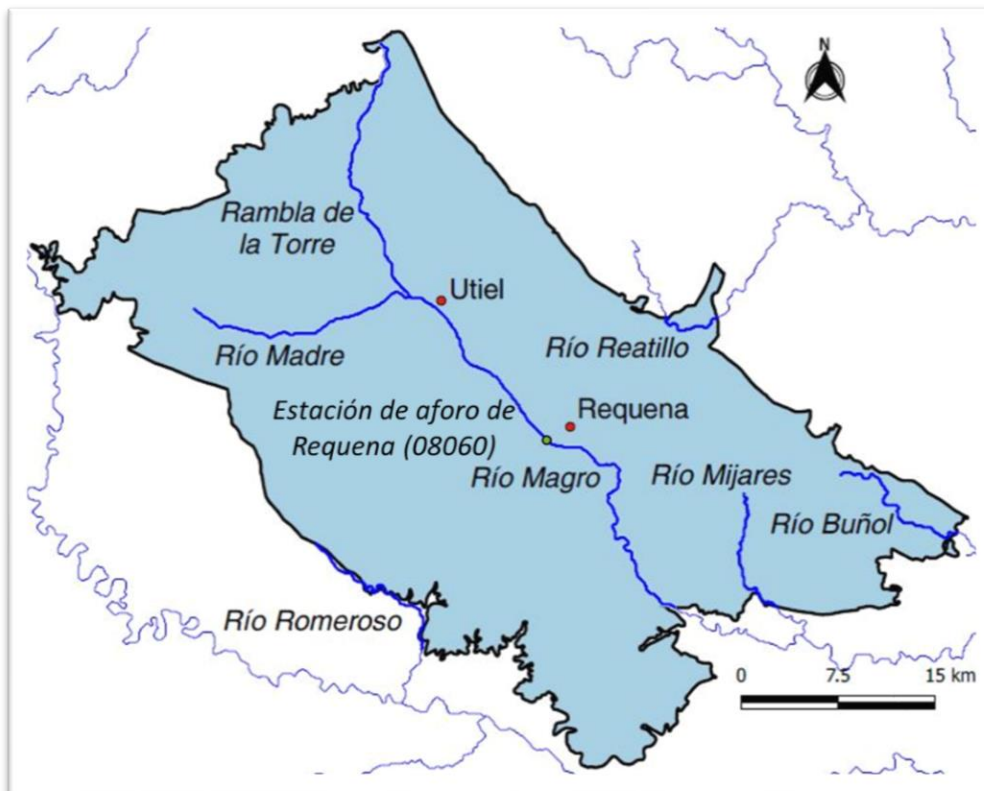 N
Rambla de
la Torre
Utiel
Río Madre
Río Reatillo
Estación de aforo de
Requena (08060)
Requena
Río Magro
Río Mijares
Río Buñol
Río Romeroso
0 7.5 15 km